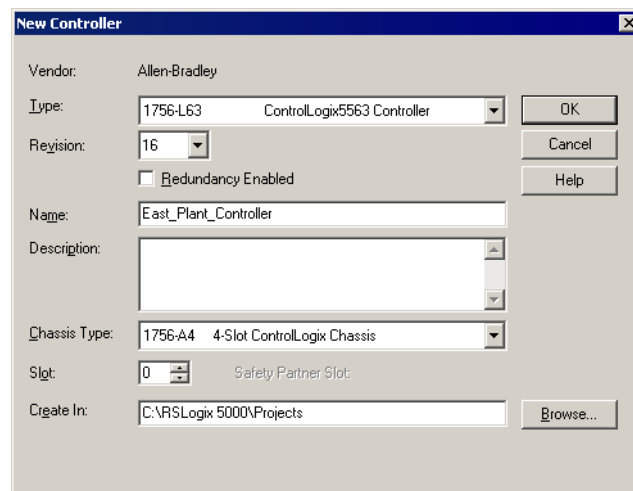 New Controller
Vendor: Allen-Bradley
Type: 1756-L63 ControlLogix5563 Controller OK
Revision: 16 Cancel
Redundancy Enabled Help
Name: East_Plant_Controller
Description:
Chassis Type: 1756-A4 4-Slot ControlLogix Chassis
Slot: 0 Safety Partner Slot:
Create In: C:\RSLogix 5000\Projects Browse...